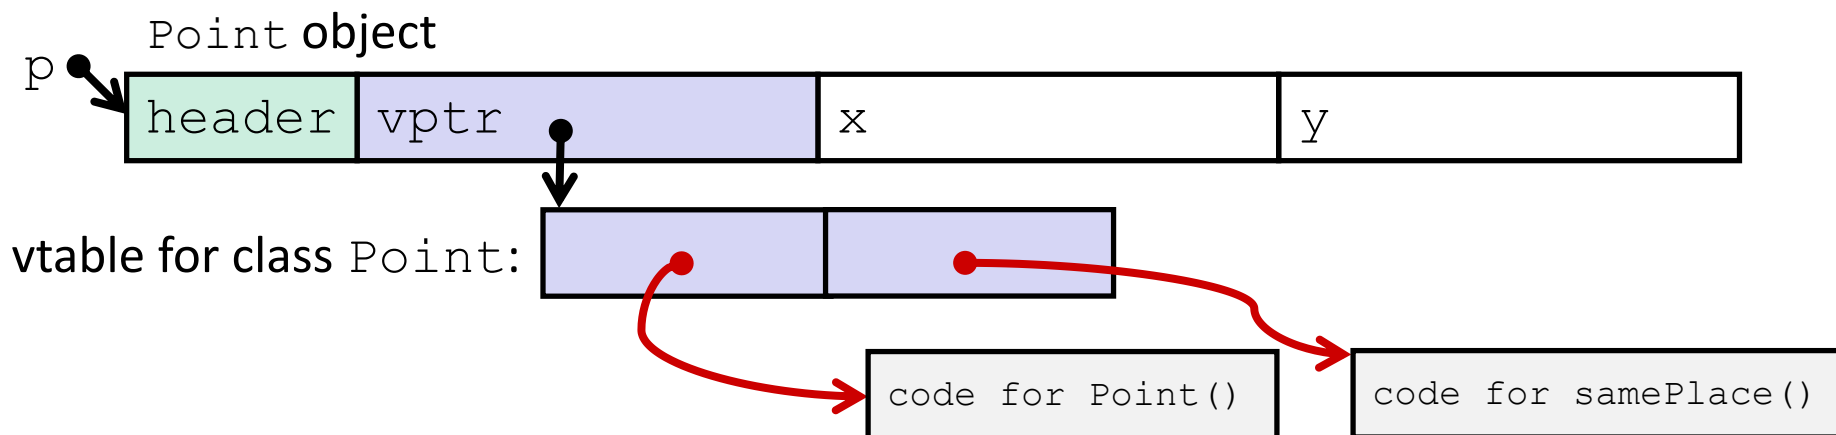 Point object
p
header vptr x y
vtable for class Point:
code for Point() code for samePlace()